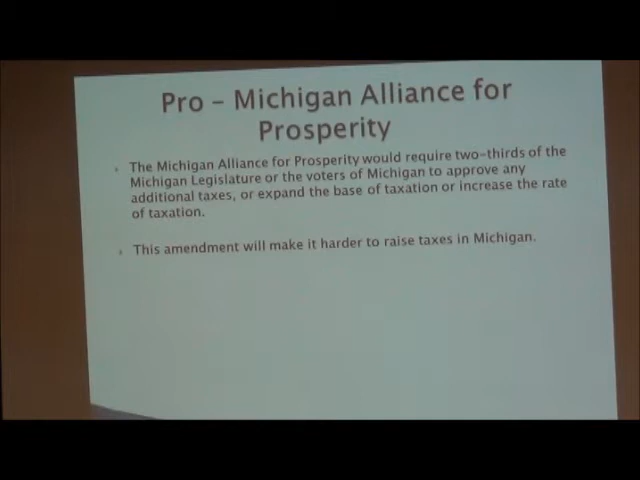 Pro – Michigan Alliance for
Prosperity
The Michigan Alliance for Prosperity would require two-thirds of the
Michigan Legislature or the voters of Michigan to approve any
additional taxes, or expand the base of taxation or increase the rate
of taxation.
This amendment will make it harder to raise taxes in Michigan.